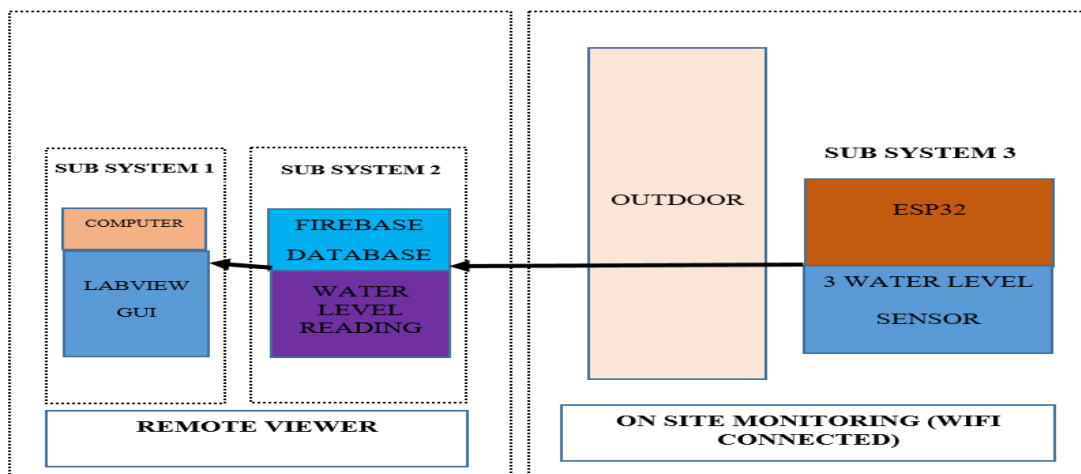 SUB SYSTEM 1
COMPUTER
LABVIEW
GUI
SUB SYSTEM 2
FIREBASE
DATABASE
WATER
LEVEL
READING
REMOTE VIEWER
OUTDOOR
SUB SYSTEM 3
ESP32
3 WATER LEVEL
SENSOR
ON SITE MONITORING (WIFI
CONNECTED)